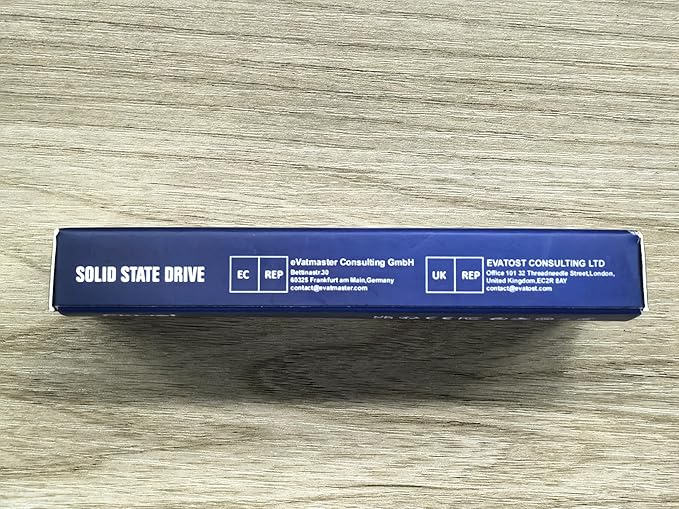 SOLID STATE DRIVE
EC REP
eVatmaster Consulting GmbH
Bettinastr.30
60325 Frankfurt am Main,Germany
contact@evatmaster.com
UK REP
EVATOST CONSULTING LTD
Office 101 32 Threadneedle Street,London,
United Kingdom,EC2R 8AY
contact@evatost.com